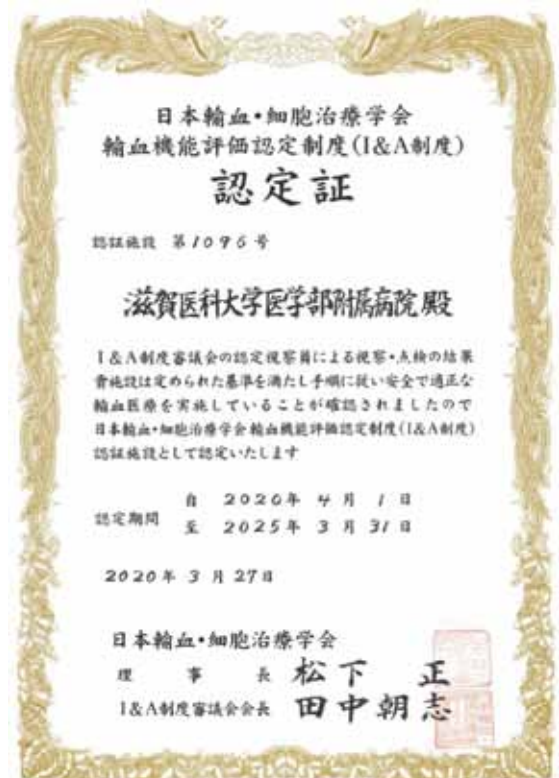 日本輸血・細胞治療学会
輸血機能評価認定制度(I&A制度)
認定証
認証施設 第1096号
滋賀医科大学医学部附属病院 殿
I&A制度審議会の認定視察員による視察・点検の結果
貴施設は定められた基準を満たし手順に従い安全で適正な
輸血医療を実施していることが確認されましたので
日本輸血・細胞治療学会輸血機能評価認定制度(I&A制度)
認証施設として認定いたします
認定期間 自 2020年 4月 1日
至 2025年 3月 31日
2020年 3月 27日
日本輸血・細胞治療学会
理事長 松下 正
I&A制度審議会会長 田中朝志